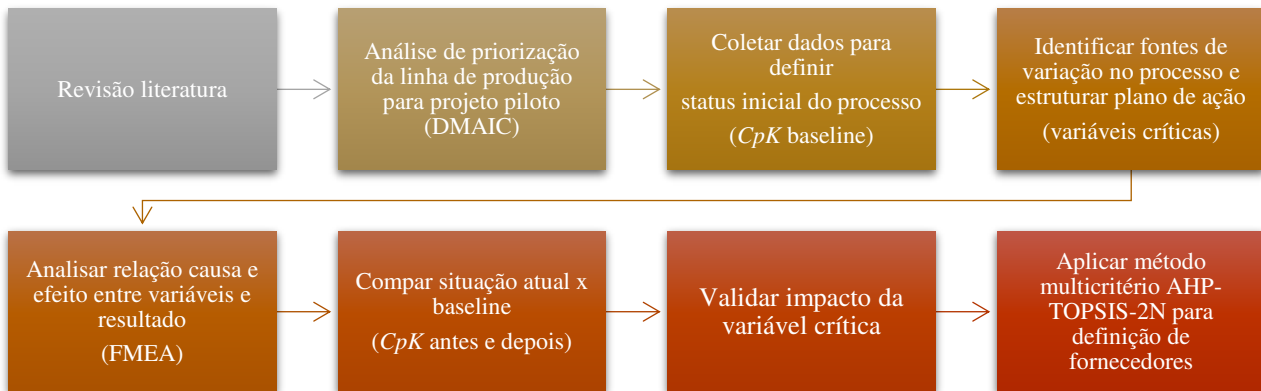 Revisão literatura
Análise de priorização
da linha de produção
para projeto piloto
(DMAIC)
Coletar dados para
definir
status inicial do processo
(CpK baseline)
Identificar fontes de
variação no processo e
estruturar plano de ação
(variáveis críticas)
Analisar relação causa e
efeito entre variáveis e
resultado
(FMEA)
Compar situação atual x
baseline
(CpK antes e depois)
Validar impacto da
variável crítica
Aplicar método
multicritério AHP-
TOPSIS-2N para
definição de
fornecedores